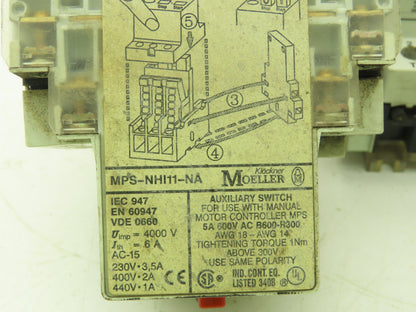 ⑤
③
④
MPS-NHI11-NA
Klöckner
MOELLER
IEC 947
EN 60947
VDE 0660
Uimp = 4000 V
Ith = 6 A
AC-15
230V · 3,5A
400V · 2A
440V · 1A
AUXILIARY SWITCH
FOR USE WITH MANUAL
MOTOR CONTROLLER MPS
5A 600V AC B600-R300
AWG 18 - AWG 14
TIGHTENING TORQUE 1Nm
ABOVE 300V
USE SAME POLARITY
IND. CONT. EQ.
LISTED 340B